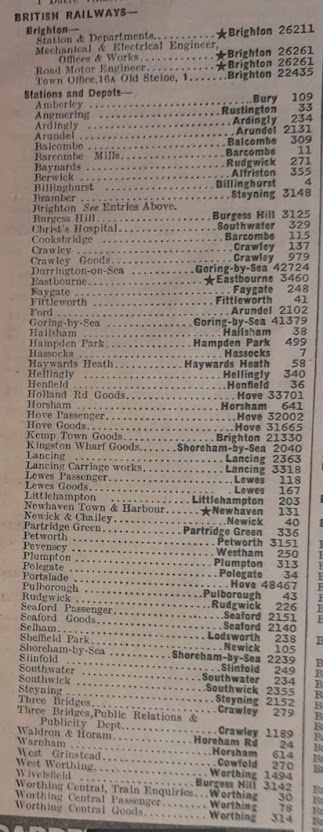 BRITISH RAILWAYS—
Brighton—
Station & Departments..........★Brighton 26211
Mechanical & Electrical Engineer,
Offices & Works...........★Brighton 26261
Road Motor Engineer...........★Brighton 26261
Town Office, 16A Old Steine, 1.......Brighton 22435
Stations and Depots—
Amberley ..........Bury 109
Angmering ..........Rustington 33
Ardingly ..........Ardingly 234
Arundel ..........Arundel 2131
Balcombe ..........Balcombe 309
Barcombe Mills..........Barcombe 11
Baynards ..........Rudgwick 271
Berwick ..........Alfriston 355
Billinghurst ..........Billinghurst 4
Bramber ..........Steyning 3148
Brighton See Entries Above.
Burgess Hill..........Burgess Hill 3125
Christ's Hospital..........Southwater 329
Cooksbridge ..........Barcombe 115
Crawley ..........Crawley 137
Crawley Goods..........Crawley 979
Durrington-on-Sea ..........Goring-by-Sea 42724
Eastbourne..........★Eastbourne 3460
Faygate ..........Faygate 248
Fittleworth ..........Fittleworth 41
Ford ..........Arundel 2102
Goring-by-Sea ..........Goring-by-Sea 41379
Hailsham ..........Hailsham 38
Hampden Park..........Hampden Park 499
Hassocks ..........Hassocks 7
Haywards Heath..........Haywards Heath 58
Hellingly ..........Hellingly 340
Henfield ..........Henfield 36
Holland Rd Goods..........Hove 33701
Horsham ..........Horsham 641
Hove Passenger..........Hove 32002
Hove Goods..........Hove 31665
Kemp Town Goods..........Brighton 21330
Kingston Wharf Goods......Shoreham-by-Sea 2040
Lancing ..........Lancing 2363
Lancing Carriage works..........Lancing 3318
Lewes Passenger..........Lewes 118
Lewes Goods..........Lewes 167
Littlehampton ..........Littlehampton 203
Newhaven Town & Harbour......★Newhaven 131
Newick & Chailey..........Newick 40
Partridge Green..........Partridge Green 336
Petworth ..........Petworth 3151
Pevensey ..........Westham 250
Plumpton ..........Plumpton 313
Polegate ..........Polegate 34
Portslade ..........Hove 48467
Pulborough ..........Pulborough 43
Rudgwick ..........Rudgwick 226
Seaford Passenger..........Seaford 2151
Seaford Goods..........Seaford 2140
Selham ..........Lodsworth 238
Sheffield Park..........Newick 105
Shoreham-by-Sea ..........Shoreham-by-Sea 2239
Slinfold ..........Slinfold 249
Southwater ..........Southwater 234
Southwick ..........Southwick 2355
Steyning ..........Steyning 2152
Three Bridges..........Crawley 279
Three Bridges, Public Relations &
Publicity Dept..........Crawley 1189
Waldron & Horam..........Horeham Rd 24
Warnham ..........Horsham 614
West Grinstead ..........Cowfold 270
West Worthing..........Worthing 1494
Wivelsfield ..........Burgess Hill 3142
Worthing Central, Train Enquiries..Worthing 30
Worthing Central Passenger......Worthing 78
Worthing Central Goods..........Worthing 314